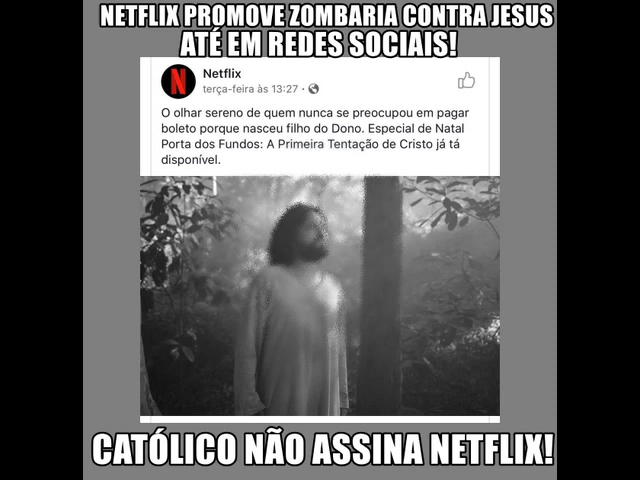 NETFLIX PROMOVE ZOMBARIA CONTRA JESUS
ATÉ EM REDES SOCIAIS!
N
Netflix
terça-feira às 13:27 ·
O olhar sereno de quem nunca se preocupou em pagar
boleto porque nasceu filho do Dono. Especial de Natal
Porta dos Fundos: A Primeira Tentação de Cristo já tá
disponível.
CATÓLICO NÃO ASSINA NETFLIX!